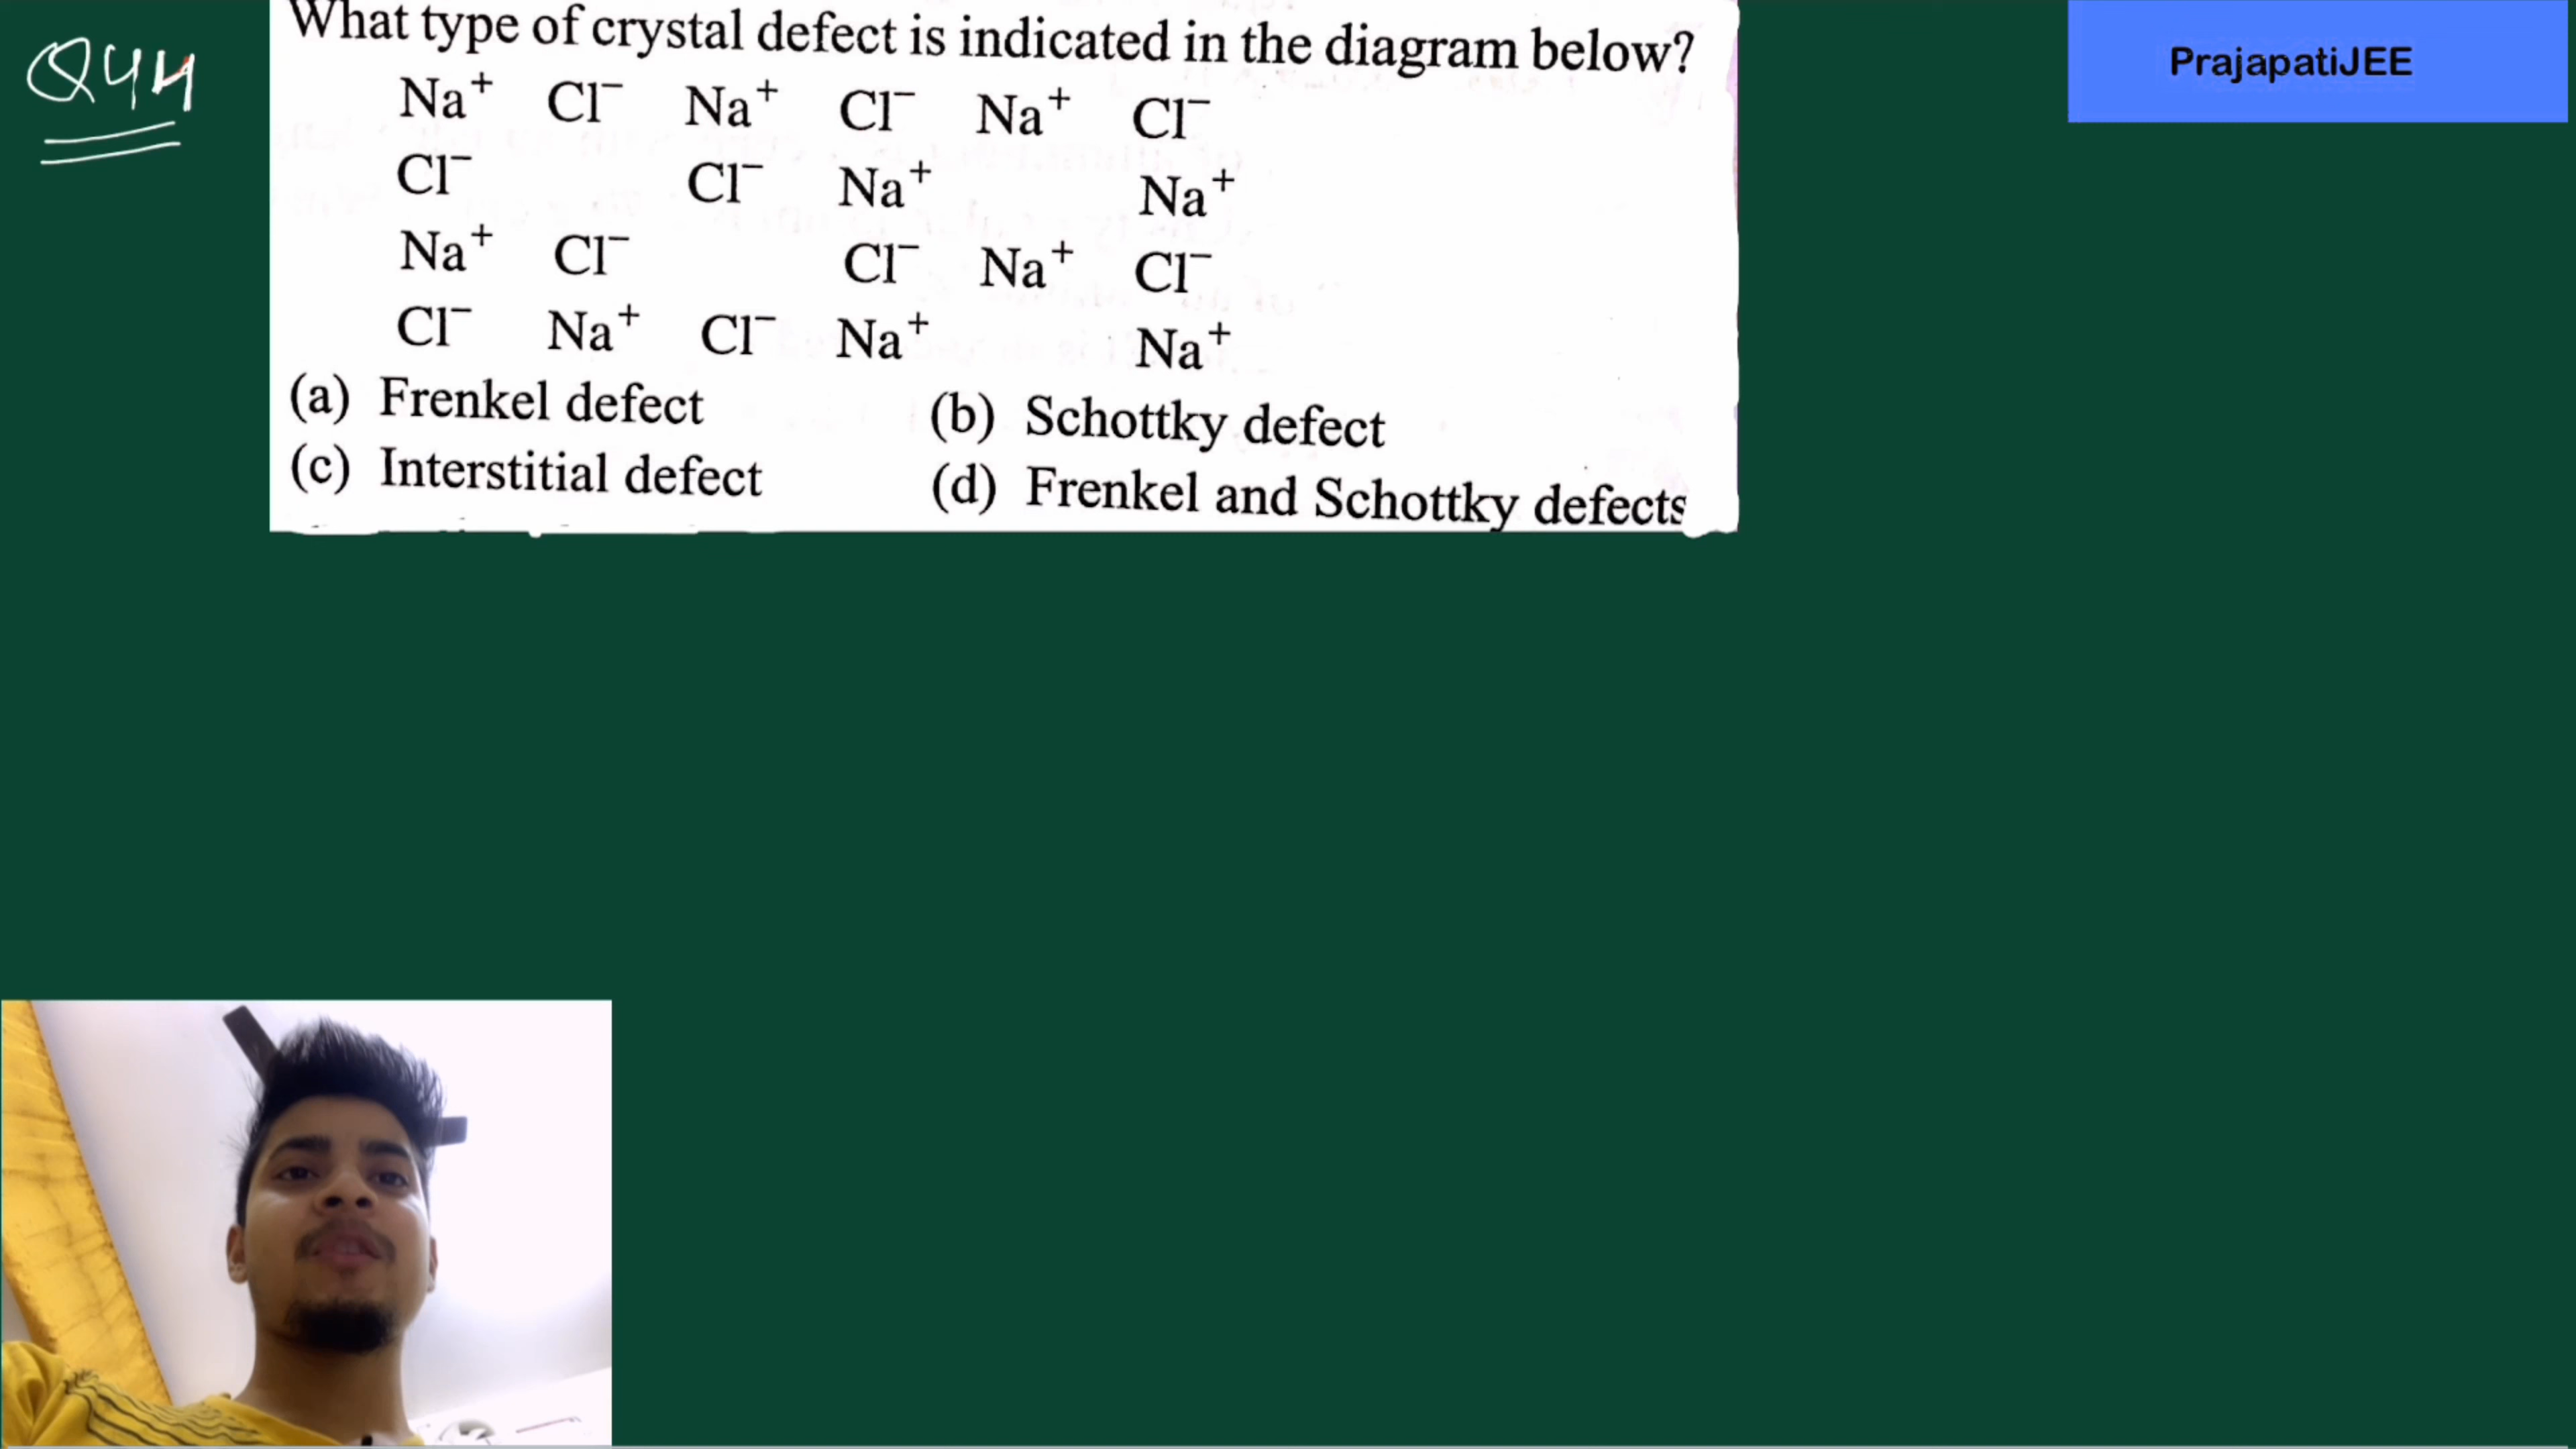 Q44
What type of crystal defect is indicated in the diagram below?
PrajapatiJEE
Na⁺ Cl⁻ Na⁺ Cl⁻ Na⁺ Cl⁻
Cl⁻ Cl⁻ Na⁺ Na⁺
Na⁺ Cl⁻ Cl⁻ Na⁺ Cl⁻
Cl⁻ Na⁺ Cl⁻ Na⁺ Na⁺
(a) Frenkel defect (b) Schottky defect
(c) Interstitial defect (d) Frenkel and Schottky defects